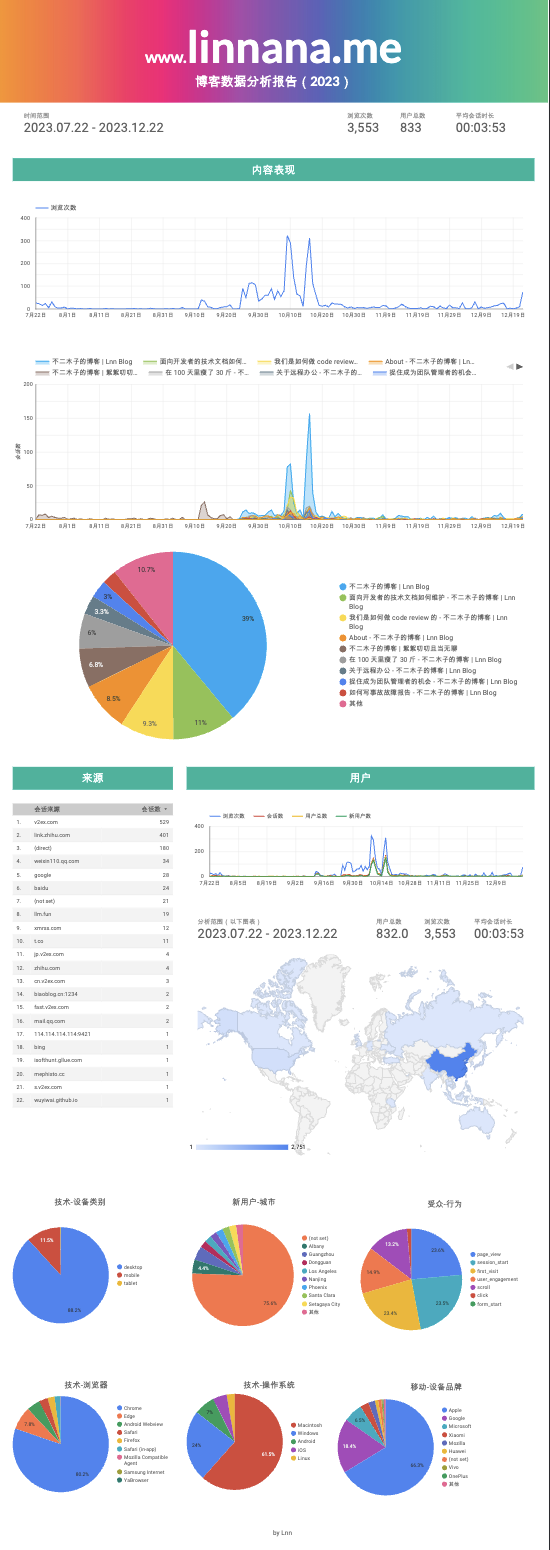 www.linnana.me
博客数据分析报告 ( 2023 )
时间范围
2023.07.22 - 2023.12.22
浏览次数
3,553
用户总数
833
平均会话时长
00:03:53
内容表现
浏览次数
400
300
200
100
0
7月22日 8月1日 8月11日 8月21日 8月31日 9月10日 9月20日 9月30日 10月10日 10月20日 10月30日 11月9日 11月19日 11月29日 12月9日 12月19日
不二木子的博客 | Lnn Blog 面向开发者的技术文档如何... 我们是如何做 code review... About - 不二木子的博客 | Ln...
不二木子的博客 | 絮絮叨叨... 在 100 天里瘦了 30 斤 - 不... 关于远程办公 - 不二木子的... 捉住成为团队管理者的机会...
会话数
200
150
100
50
0
7月22日 8月1日 8月11日 8月21日 8月31日 9月10日 9月20日 9月30日 10月10日 10月20日 10月30日 11月9日 11月19日 11月29日 12月9日 12月19日
39%
11%
9.3%
8.5%
6.8%
6%
3.3%
3%
10.7%
不二木子的博客 | Lnn Blog
面向开发者的技术文档如何维护 - 不二木子的博客 | Lnn
Blog
我们是如何做 code review 的 - 不二木子的博客 | Lnn
Blog
About - 不二木子的博客 | Lnn Blog
不二木子的博客 | 絮絮叨叨且当无聊
在 100 天里瘦了 30 斤 - 不二木子的博客 | Lnn Blog
关于远程办公 - 不二木子的博客 | Lnn Blog
捉住成为团队管理者的机会 - 不二木子的博客 | Lnn Blog
如何写事故故障报告 - 不二木子的博客 | Lnn Blog
其他
来源
会话来源 会话数
1. v2ex.com 529
2. link.zhihu.com 401
3. (direct) 180
4. weixin110.qq.com 34
5. google 28
6. baidu 24
7. (not set) 21
8. llm.fun 19
9. xmnss.com 12
10. t.co 11
11. jp.v2ex.com 4
12. zhihu.com 4
13. cn.v2ex.com 3
14. biaoblog.cn:1234 2
15. fast.v2ex.com 2
16. mail.qq.com 2
17. 114.114.114.114:9421 1
18. bing 1
19. isofthunt.gllue.com 1
20. mephisto.cc 1
21. s.v2ex.com 1
22. wuyiwai.github.io 1
用户
浏览次数 会话数 用户总数 新用户数
400
200
0
7月22日 8月5日 8月19日 9月2日 9月16日 9月30日 10月14日 10月28日 11月11日 11月25日 12月9日
分析范围 ( 以下图表 )
2023.07.22 - 2023.12.22
用户总数
832.0
浏览次数
3,553
平均会话时长
00:03:53
1 2,751
技术-设备类别
11.5%
88.2%
desktop
mobile
tablet
新用户-城市
4.4%
75.6%
(not set)
Albany
Guangzhou
Dongguan
Los Angeles
Nanjing
Phoenix
Santa Clara
Setagaya City
其他
受众-行为
23.6%
23.5%
23.4%
14.9%
13.2%
page_view
session_start
first_visit
user_engagement
scroll
click
form_start
技术-浏览器
7.8%
80.2%
Chrome
Edge
Android Webview
Safari
Firefox
Safari (in-app)
Mozilla Compatible
Agent
Samsung Internet
YaBrowser
技术-操作系统
7%
24%
61.5%
Macintosh
Windows
Android
iOS
Linux
移动-设备品牌
6.5%
18.4%
66.2%
Apple
Google
Microsoft
Xiaomi
Mozilla
Huawei
(not set)
Vivo
OnePlus
其他
by Lnn